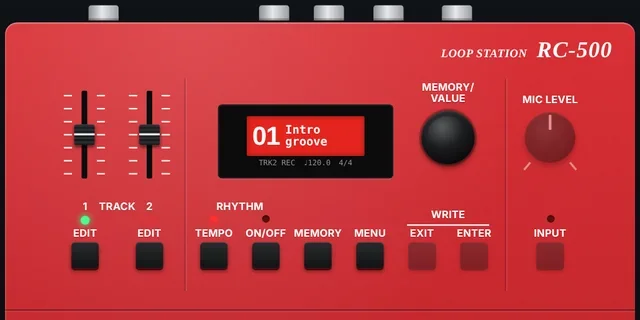 LOOP STATION RC-500
MEMORY/
VALUE
MIC LEVEL
01 Intro
groove
TRK2 REC ♩120.0 4/4
1 TRACK 2
RHYTHM
WRITE
EDIT EDIT TEMPO ON/OFF MEMORY MENU EXIT ENTER INPUT